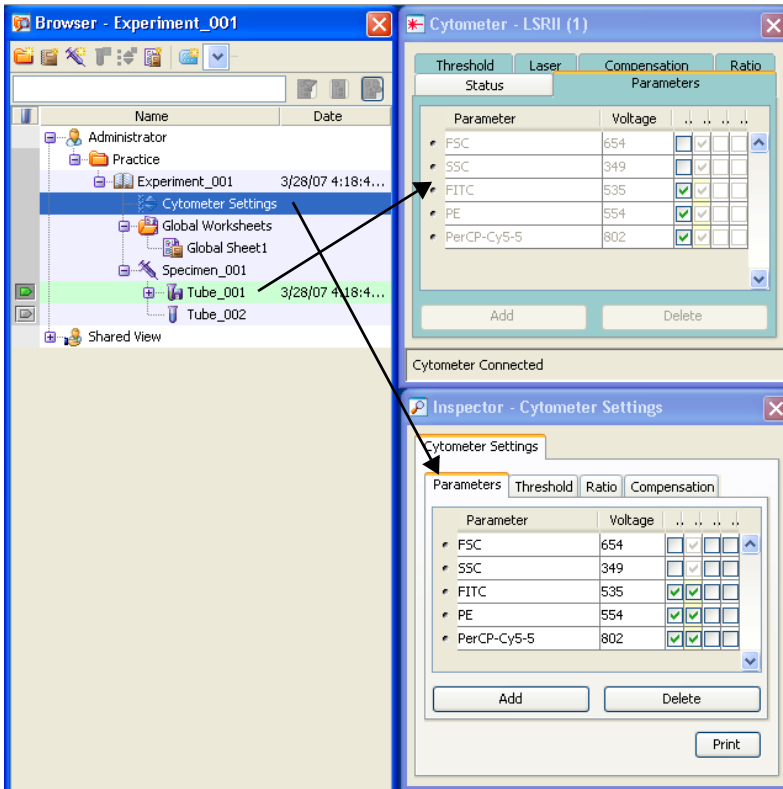 Browser - Experiment_001
Name Date
Administrator
Practice
Experiment_001 3/28/07 4:18:4...
Cytometer Settings
Global Worksheets
Global Sheet1
Specimen_001
Tube_001 3/28/07 4:18:4...
Tube_002
Shared View
Cytometer - LSRII (1)
Threshold Laser Compensation Ratio
Status Parameters
Parameter Voltage .. .. .. ..
FSC 654
SSC 349
FITC 535
PE 554
PerCP-Cy5-5 802
Add Delete
Cytometer Connected
Inspector - Cytometer Settings
Cytometer Settings
Parameters Threshold Ratio Compensation
Parameter Voltage .. .. .. ..
FSC 654
SSC 349
FITC 535
PE 554
PerCP-Cy5-5 802
Add Delete
Print